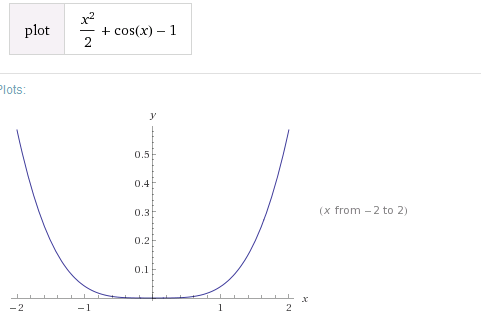 plot x²/2 + cos(x) − 1
Plots:
y
0.5
0.4
0.3
0.2
0.1
(x from −2 to 2)
x
−2 −1 1 2